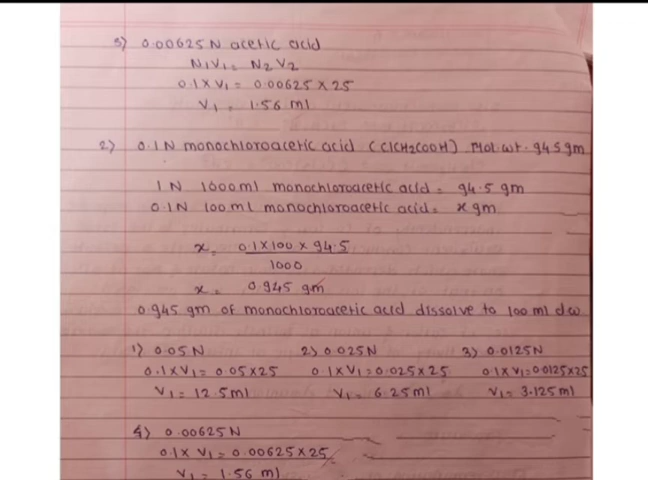 3) 0.00625 N acetic acid
N1V1 = N2V2
0.1 x V1 = 0.00625 x 25
V1 = 1.56 ml
2) 0.1N monochloroacetic acid (ClCH2COOH) Mol.wt. 94.5 gm
1 N 1000 ml monochloroacetic acid = 94.5 gm
0.1N 100 ml monochloroacetic acid = x gm
x = 0.1 x 100 x 94.5
1000
x = 0.945 gm
0.945 gm of monochloroacetic acid dissolve to 100 ml d.w
1) 0.05 N 2) 0.025N 3) 0.0125N
0.1 x V1 = 0.05 x 25 0.1 x V1 = 0.025 x 25 0.1 x V1 = 0.0125 x 25
V1 = 12.5 ml V1 = 6.25 ml V1 = 3.125 ml
4) 0.00625 N
0.1 x V1 = 0.00625 x 25
V1 = 1.56 ml